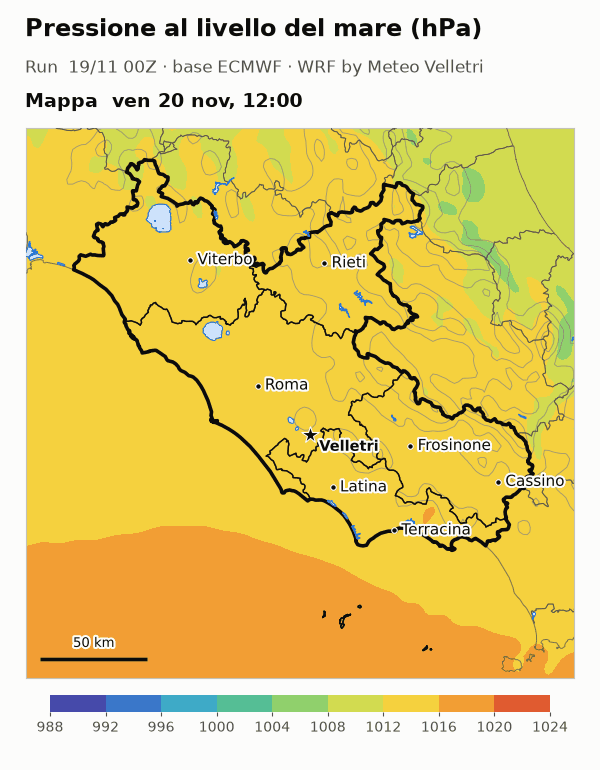 Pressione al livello del mare (hPa)
Run  19/11 00Z · base ECMWF · WRF by Meteo Velletri
Mappa  ven 20 nov, 12:00
Viterbo
Rieti
Roma
Velletri
Frosinone
Cassino
Latina
Terracina
50 km
988 992 996 1000 1004 1008 1012 1016 1020 1024